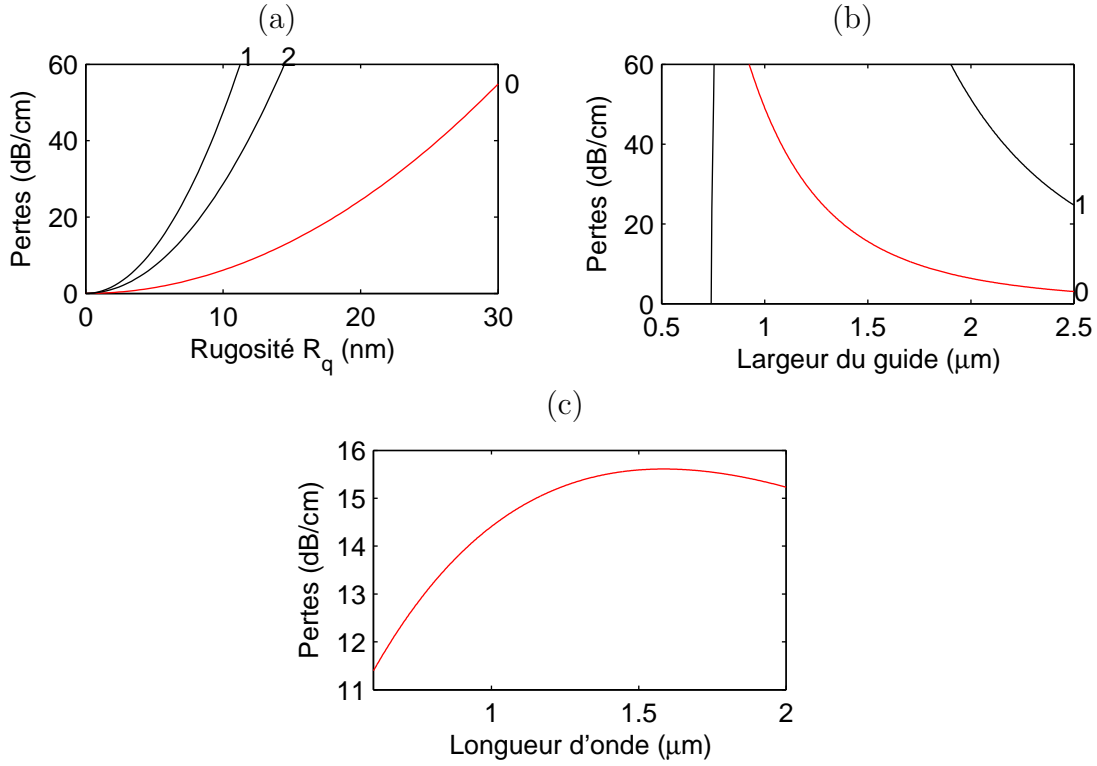 (a)
1 2
60
40
20
0
0
0 10 20 30
Pertes (dB/cm)
Rugosité R_q (nm)
(b)
60
40
20
0
1
0
0.5 1 1.5 2 2.5
Pertes (dB/cm)
Largeur du guide (μm)
(c)
16
15
14
13
12
11
1 1.5 2
Pertes (dB/cm)
Longueur d'onde (μm)